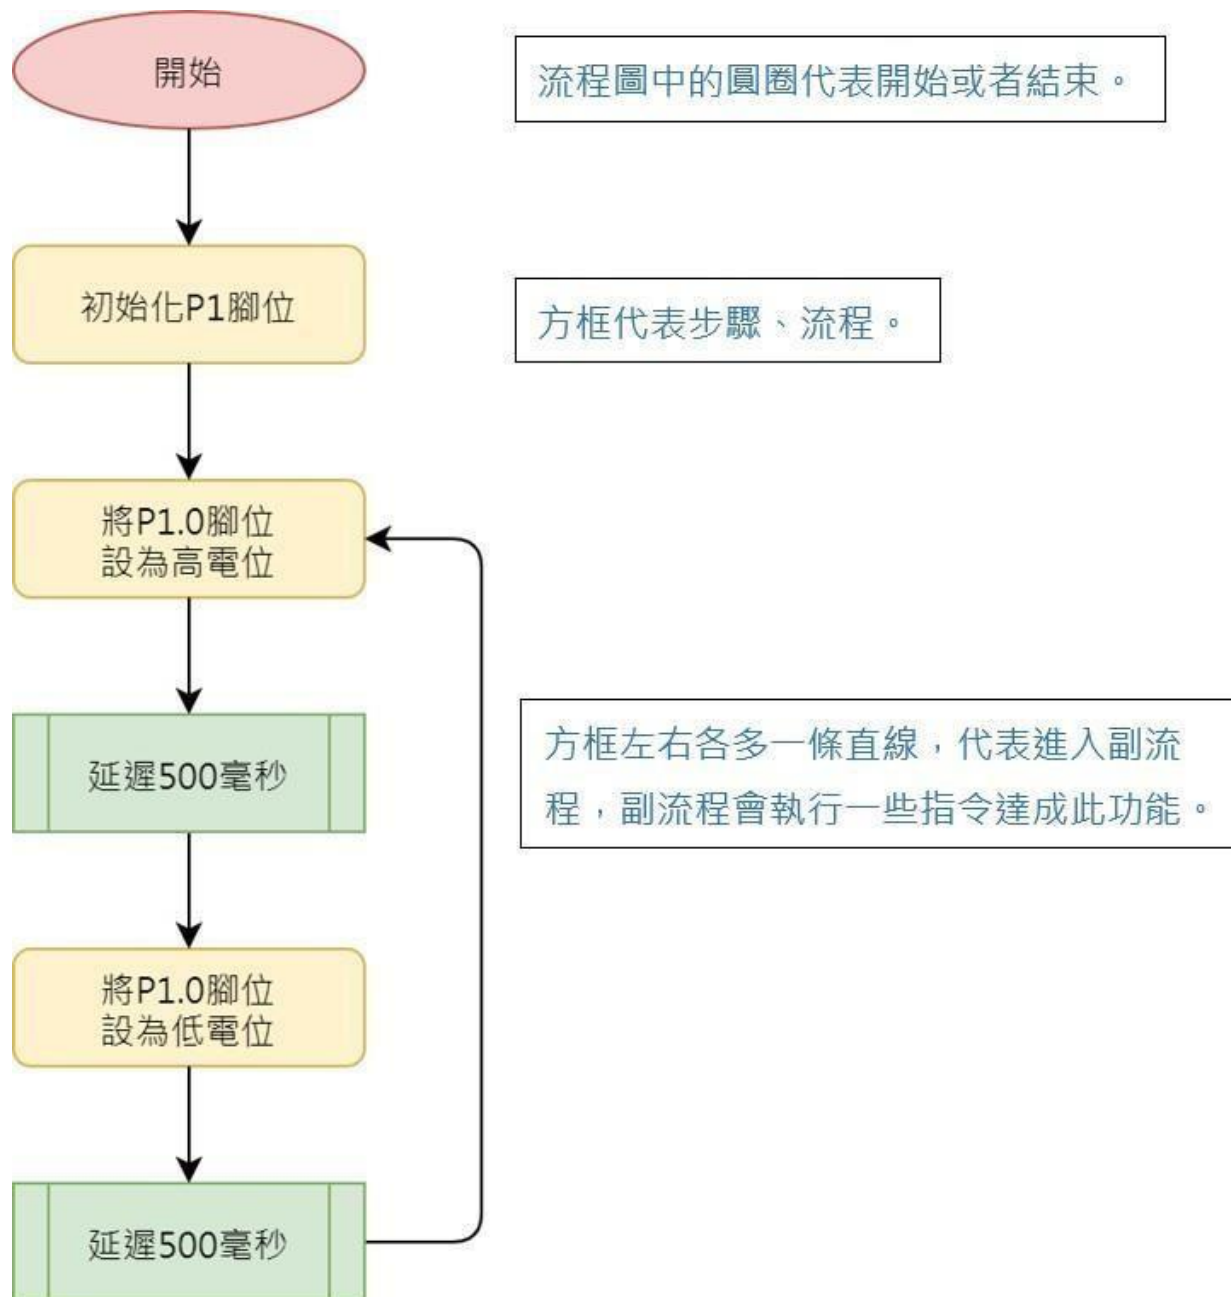 開始
流程圖中的圓圈代表開始或者結束。
初始化P1腳位
方框代表步驟、流程。
將P1.0腳位
設為高電位
延遲500毫秒
方框左右各多一條直線，代表進入副流
程，副流程會執行一些指令達成此功能。
將P1.0腳位
設為低電位
延遲500毫秒